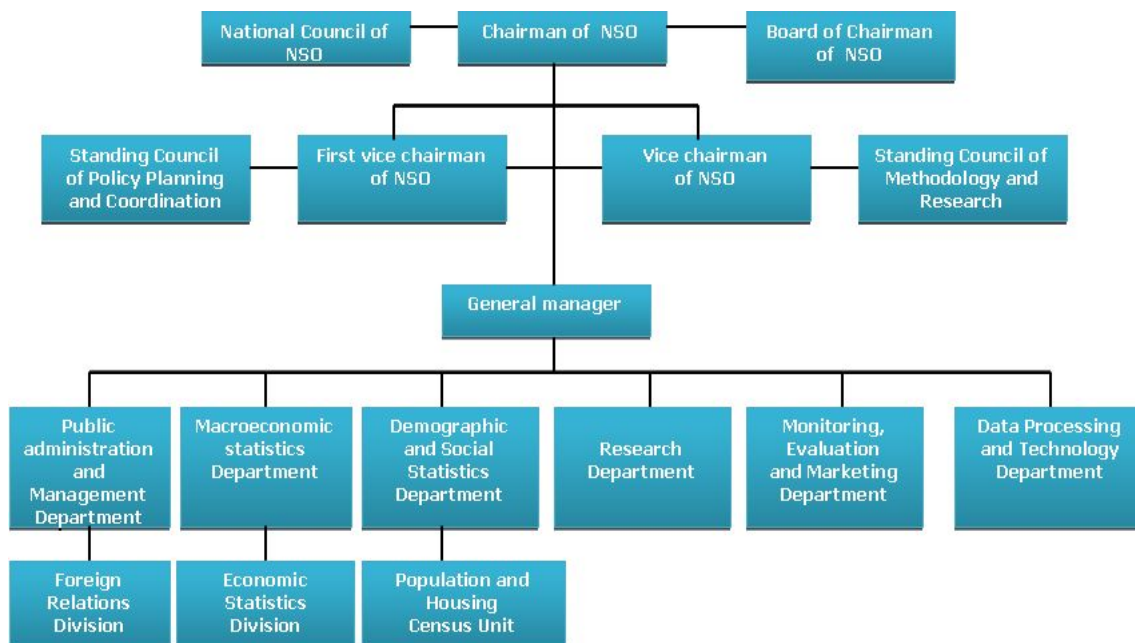 National Council of
NSO
Chairman of NSO
Board of Chairman
of NSO
Standing Council
of Policy Planning
and Coordination
First vice chairman
of NSO
Vice chairman
of NSO
Standing Council of
Methodology and
Research
General manager
Public
administration
and
Management
Department
Macroeconomic
statistics
Department
Demographic
and Social
Statistics
Department
Research
Department
Monitoring,
Evaluation
and Marketing
Department
Data Processing
and Technology
Department
Foreign
Relations
Division
Economic
Statistics
Division
Population and
Housing
Census Unit